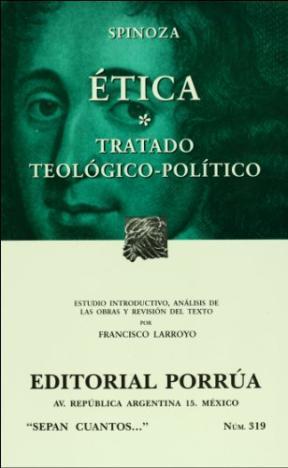 SPINOZA
ÉTICA
*
TRATADO
TEOLÓGICO-POLÍTICO
ESTUDIO INTRODUCTIVO, ANÁLISIS DE
LAS OBRAS Y REVISIÓN DEL TEXTO
POR
FRANCISCO LARROYO
EDITORIAL PORRÚA
AV. REPÚBLICA ARGENTINA 15. MÉXICO
"SEPAN CUANTOS..." NÚM. 319